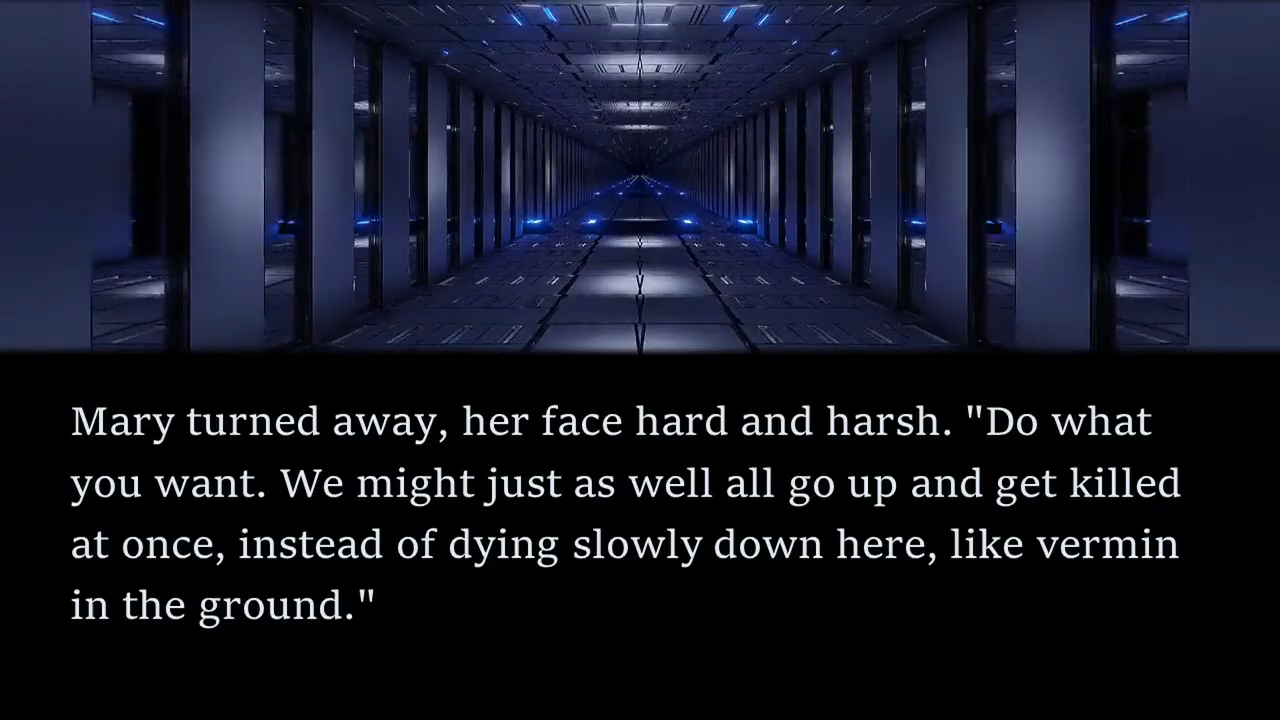 Mary turned away, her face hard and harsh. "Do what
you want. We might just as well all go up and get killed
at once, instead of dying slowly down here, like vermin
in the ground."